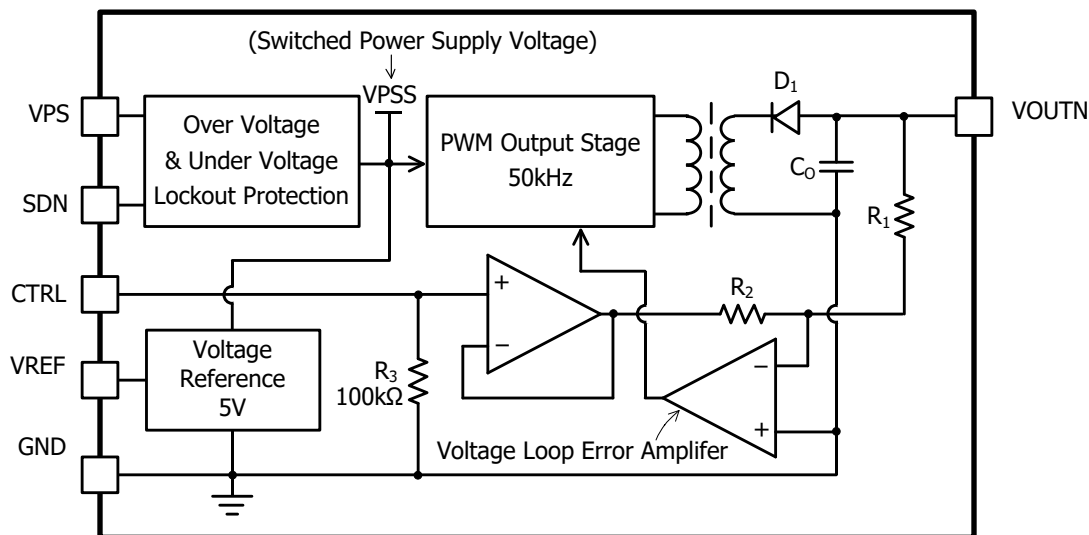 (Switched Power Supply Voltage)
VPS
SDN
CTRL
VREF
GND
Over Voltage
& Under Voltage
Lockout Protection
VPSS
PWM Output Stage
50kHz
D1
CO
R1
VOUTN
+
−
R2
R3
100kΩ
Voltage
Reference
5V
−
+
Voltage Loop Error Amplifer